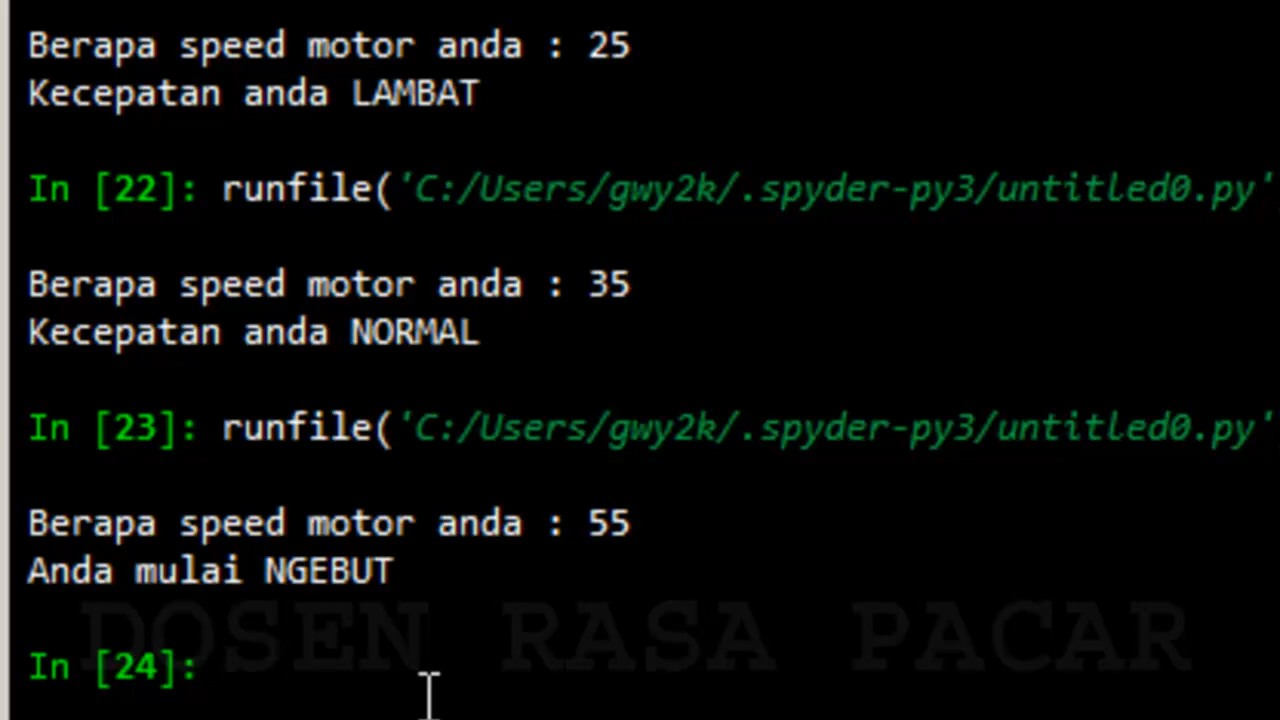 Berapa speed motor anda : 25
Kecepatan anda LAMBAT
In [22]: runfile('C:/Users/gwy2k/.spyder-py3/untitled0.py'
Berapa speed motor anda : 35
Kecepatan anda NORMAL
In [23]: runfile('C:/Users/gwy2k/.spyder-py3/untitled0.py'
Berapa speed motor anda : 55
Anda mulai NGEBUT
DOSEN RASA PACAR
In [24]: